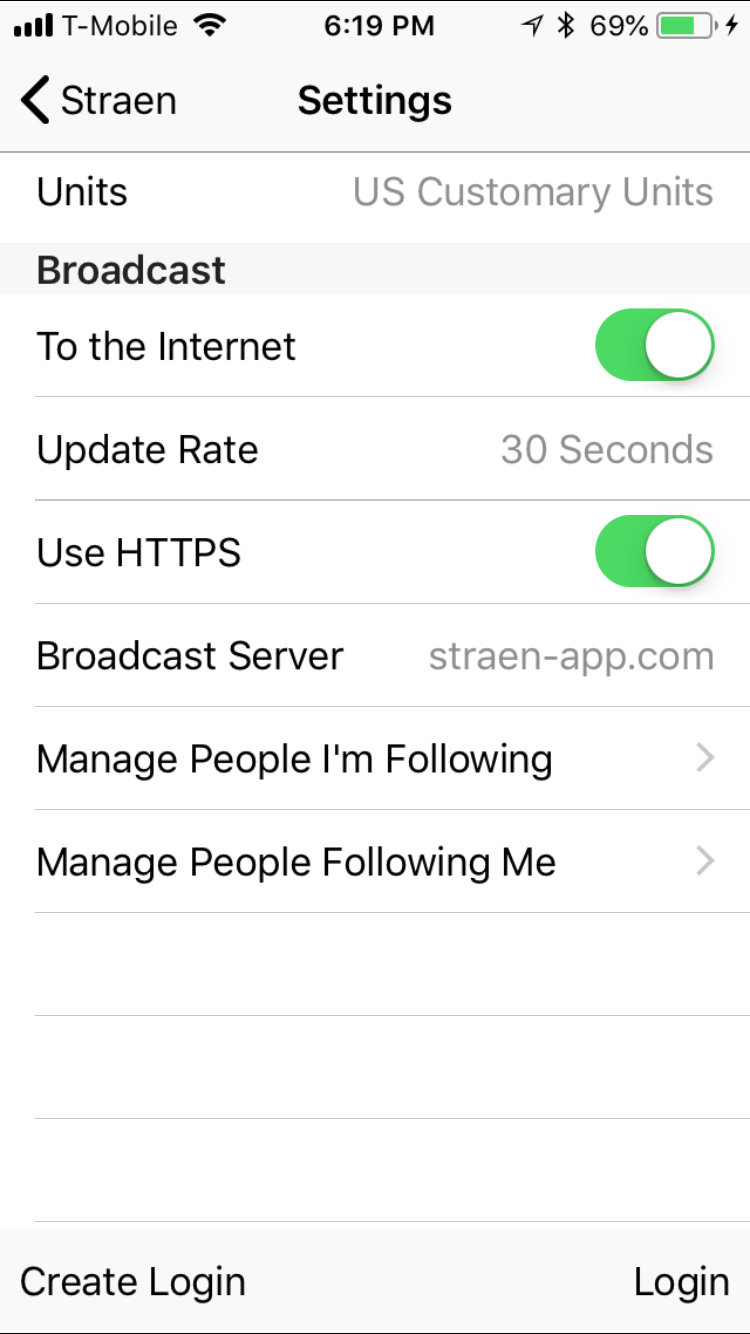 T-Mobile 6:19 PM 69%
Straen Settings
Units US Customary Units
Broadcast
To the Internet
Update Rate 30 Seconds
Use HTTPS
Broadcast Server straen-app.com
Manage People I'm Following
Manage People Following Me
Create Login Login